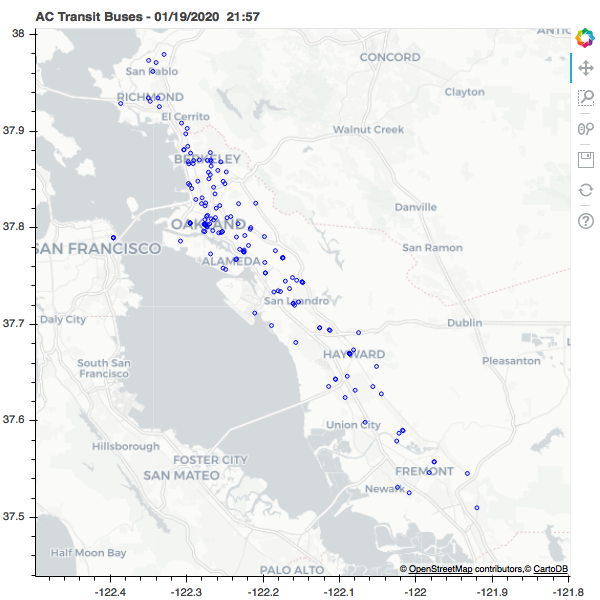 AC Transit Buses - 01/19/2020 21:57
38
37.9
37.8
37.7
37.6
37.5
-122.4
-122.3
-122.2
-122.1
-122
-121.9
-121.8
CONCORD
San Pablo
Clayton
RICHMOND
El Cerrito
Walnut Creek
BERKELEY
Danville
OAKLAND
SAN FRANCISCO
San Ramon
ALAMEDA
San Leandro
Daly City
Dublin
HAYWARD
Pleasanton
South San
Francisco
Union City
Hillsborough
FOSTER CITY
SAN MATEO
FREMONT
Newark
Half Moon Bay
PALO ALTO
© OpenStreetMap contributors,© CartoDB